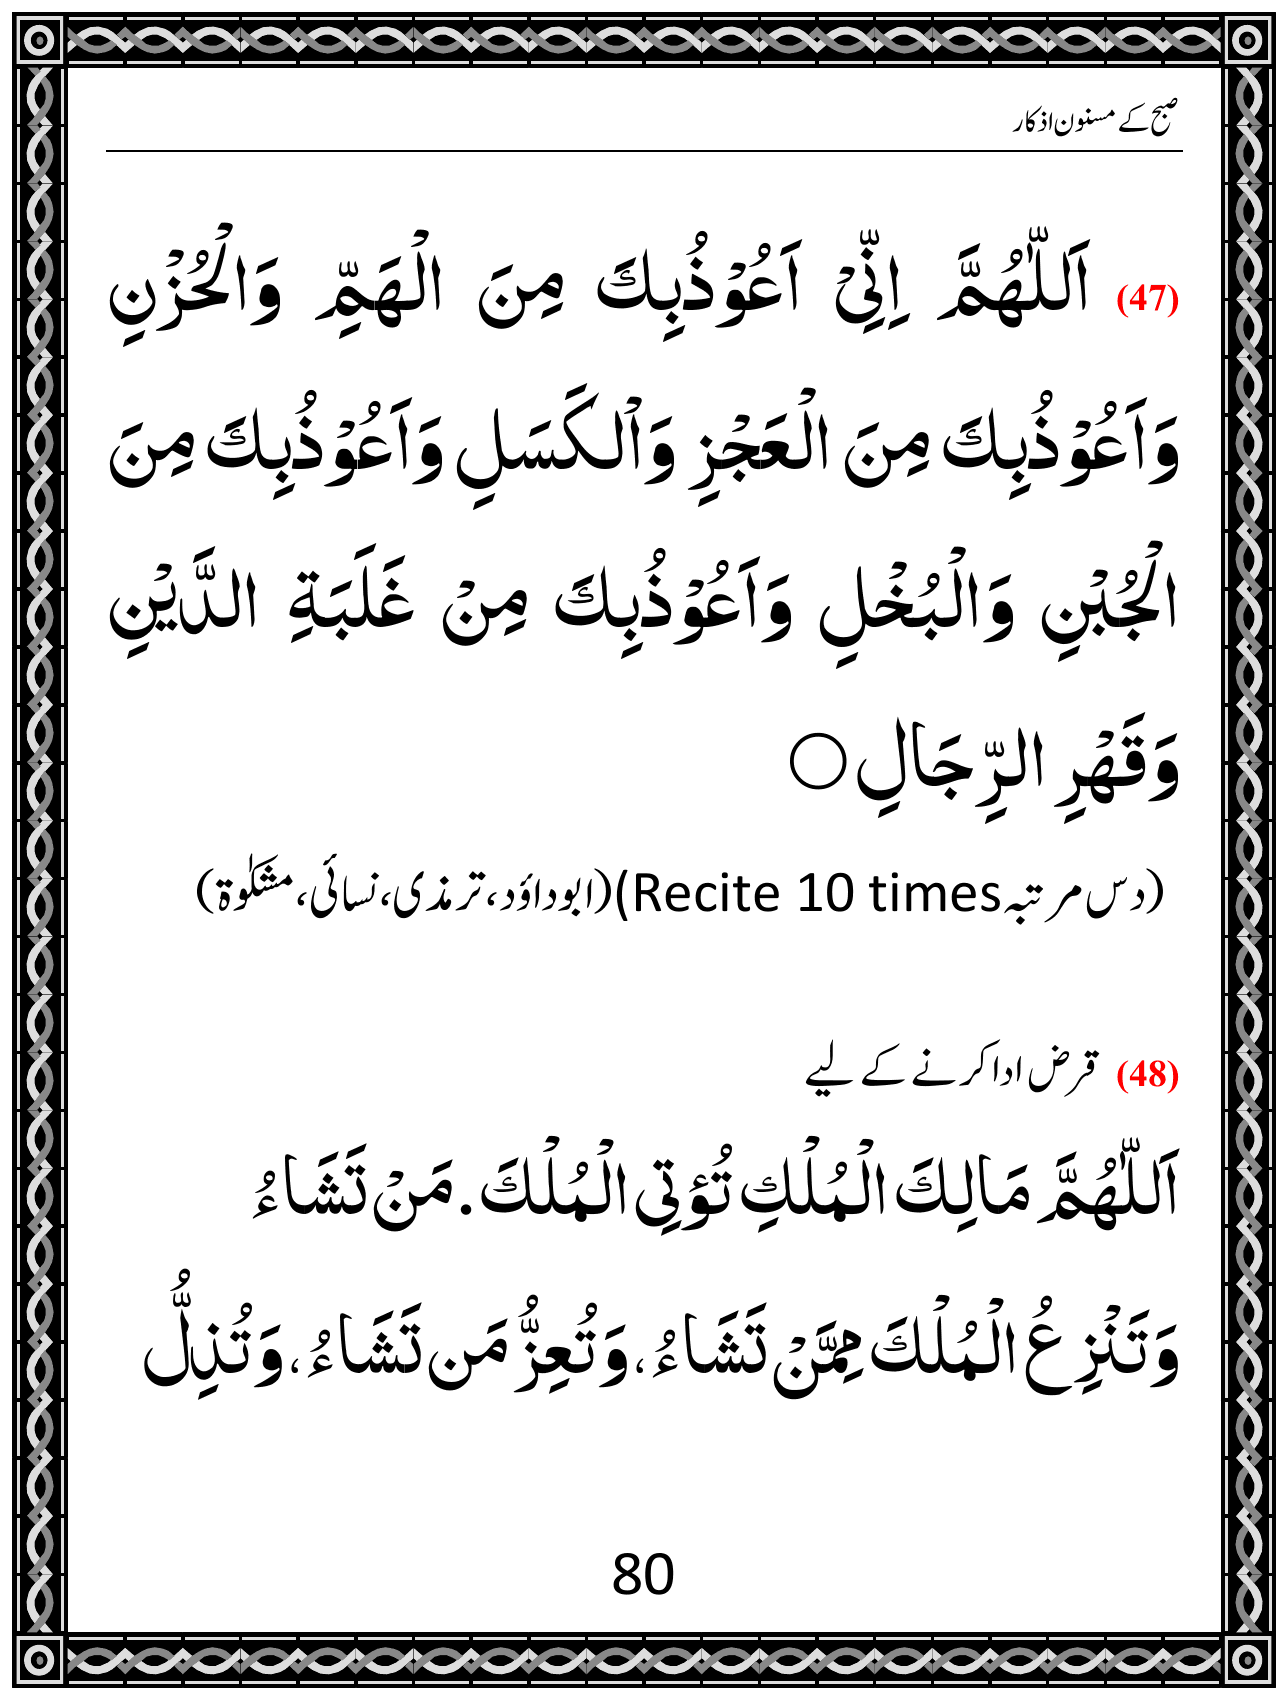 صبح کے مسنون اذکار
(47) اَللّٰهُمَّ اِنِّىْ اَعُوْذُبِكَ مِنَ الْهَمِّ وَالْحُزْنِ
وَاَعُوْذُبِكَ مِنَ الْعَجْزِ وَالْكَسَلِ وَاَعُوْذُبِكَ مِنَ
الْجُبْنِ وَالْبُخْلِ وَاَعُوْذُبِكَ مِنْ غَلَبَةِ الدَّيْنِ
وَقَهْرِ الرِّجَالِ ○
(دس مرتبہ Recite 10 times)(ابوداؤد، ترمذی، نسائی، مشکوٰة)
(48) قرض ادا کرنے کے لیے
اَللّٰهُمَّ مَالِكَ الْمُلْكِ تُؤتِى الْمُلْكَ. مَنْ تَشَاءُ
وَتَنْزِعُ الْمُلْكَ مِمَّنْ تَشَاءُ، وَتُعِزُّ مَن تَشَاءُ، وَتُذِلُّ
80